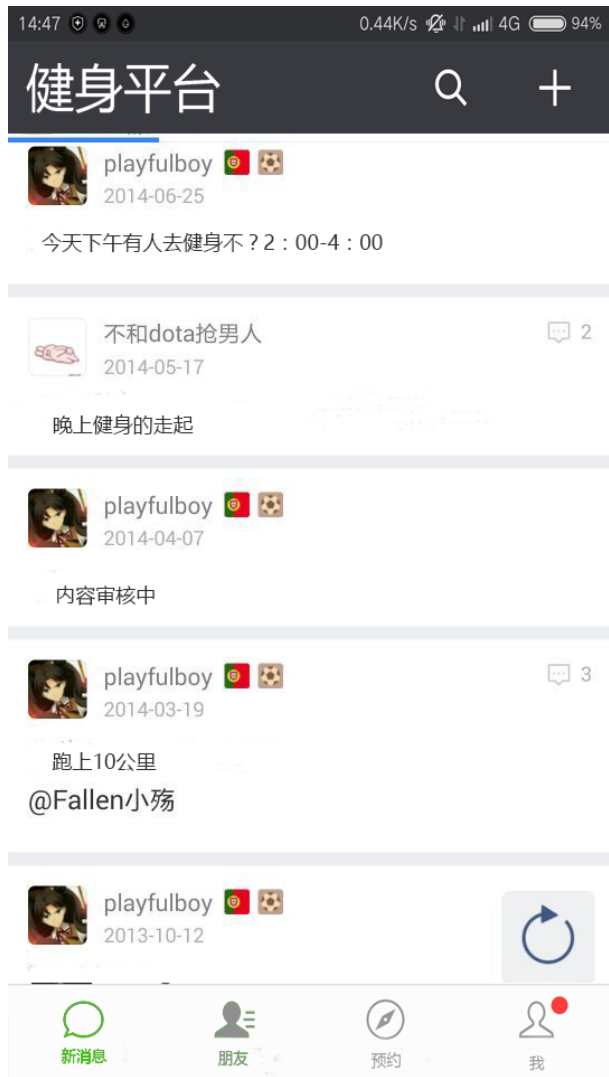 14:47 0.44K/s 4G 94%
健身平台
playfulboy
2014-06-25
今天下午有人去健身不？2：00-4：00
不和dota抢男人 2
2014-05-17
晚上健身的走起
playfulboy
2014-04-07
内容审核中
playfulboy 3
2014-03-19
跑上10公里
@Fallen小殇
playfulboy
2013-10-12
新消息 朋友 预约 我